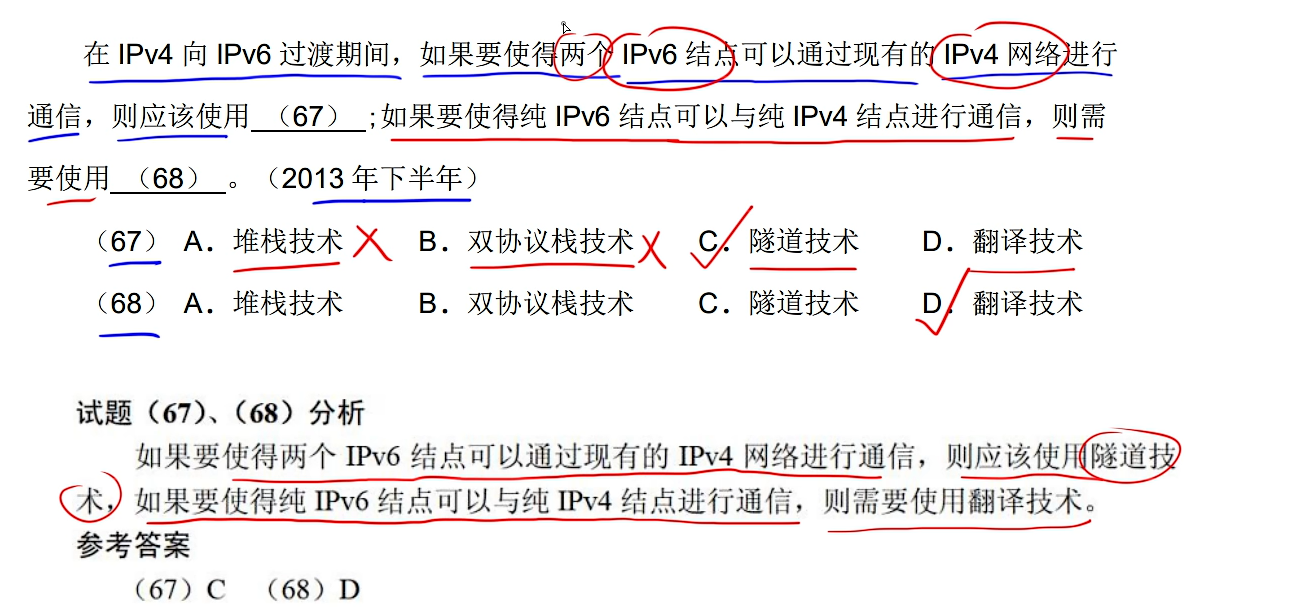 在 IPv4 向 IPv6 过渡期间，如果要使得两个 IPv6 结点可以通过现有的 IPv4 网络进行
通信，则应该使用 （67） ;如果要使得纯 IPv6 结点可以与纯 IPv4 结点进行通信，则需
要使用 （68） 。（2013 年下半年）
（67） A．堆栈技术 B．双协议栈技术 C．隧道技术 D．翻译技术
（68） A．堆栈技术 B．双协议栈技术 C．隧道技术 D．翻译技术
试题（67）、（68）分析
如果要使得两个 IPv6 结点可以通过现有的 IPv4 网络进行通信，则应该使用隧道技
术，如果要使得纯 IPv6 结点可以与纯 IPv4 结点进行通信，则需要使用翻译技术。
参考答案
（67）C （68）D